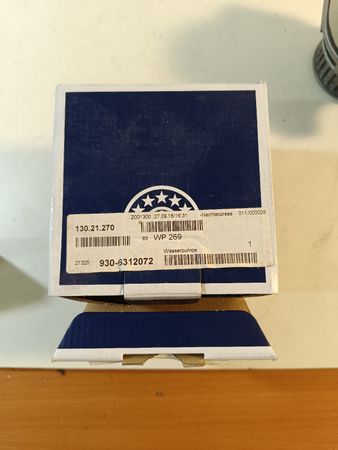 Z001300 27.09.16/16:31 -Nachtexpress 011/000026
130.21.270
83 WP 269
Wasserpumpe
1
21325 930-6312072